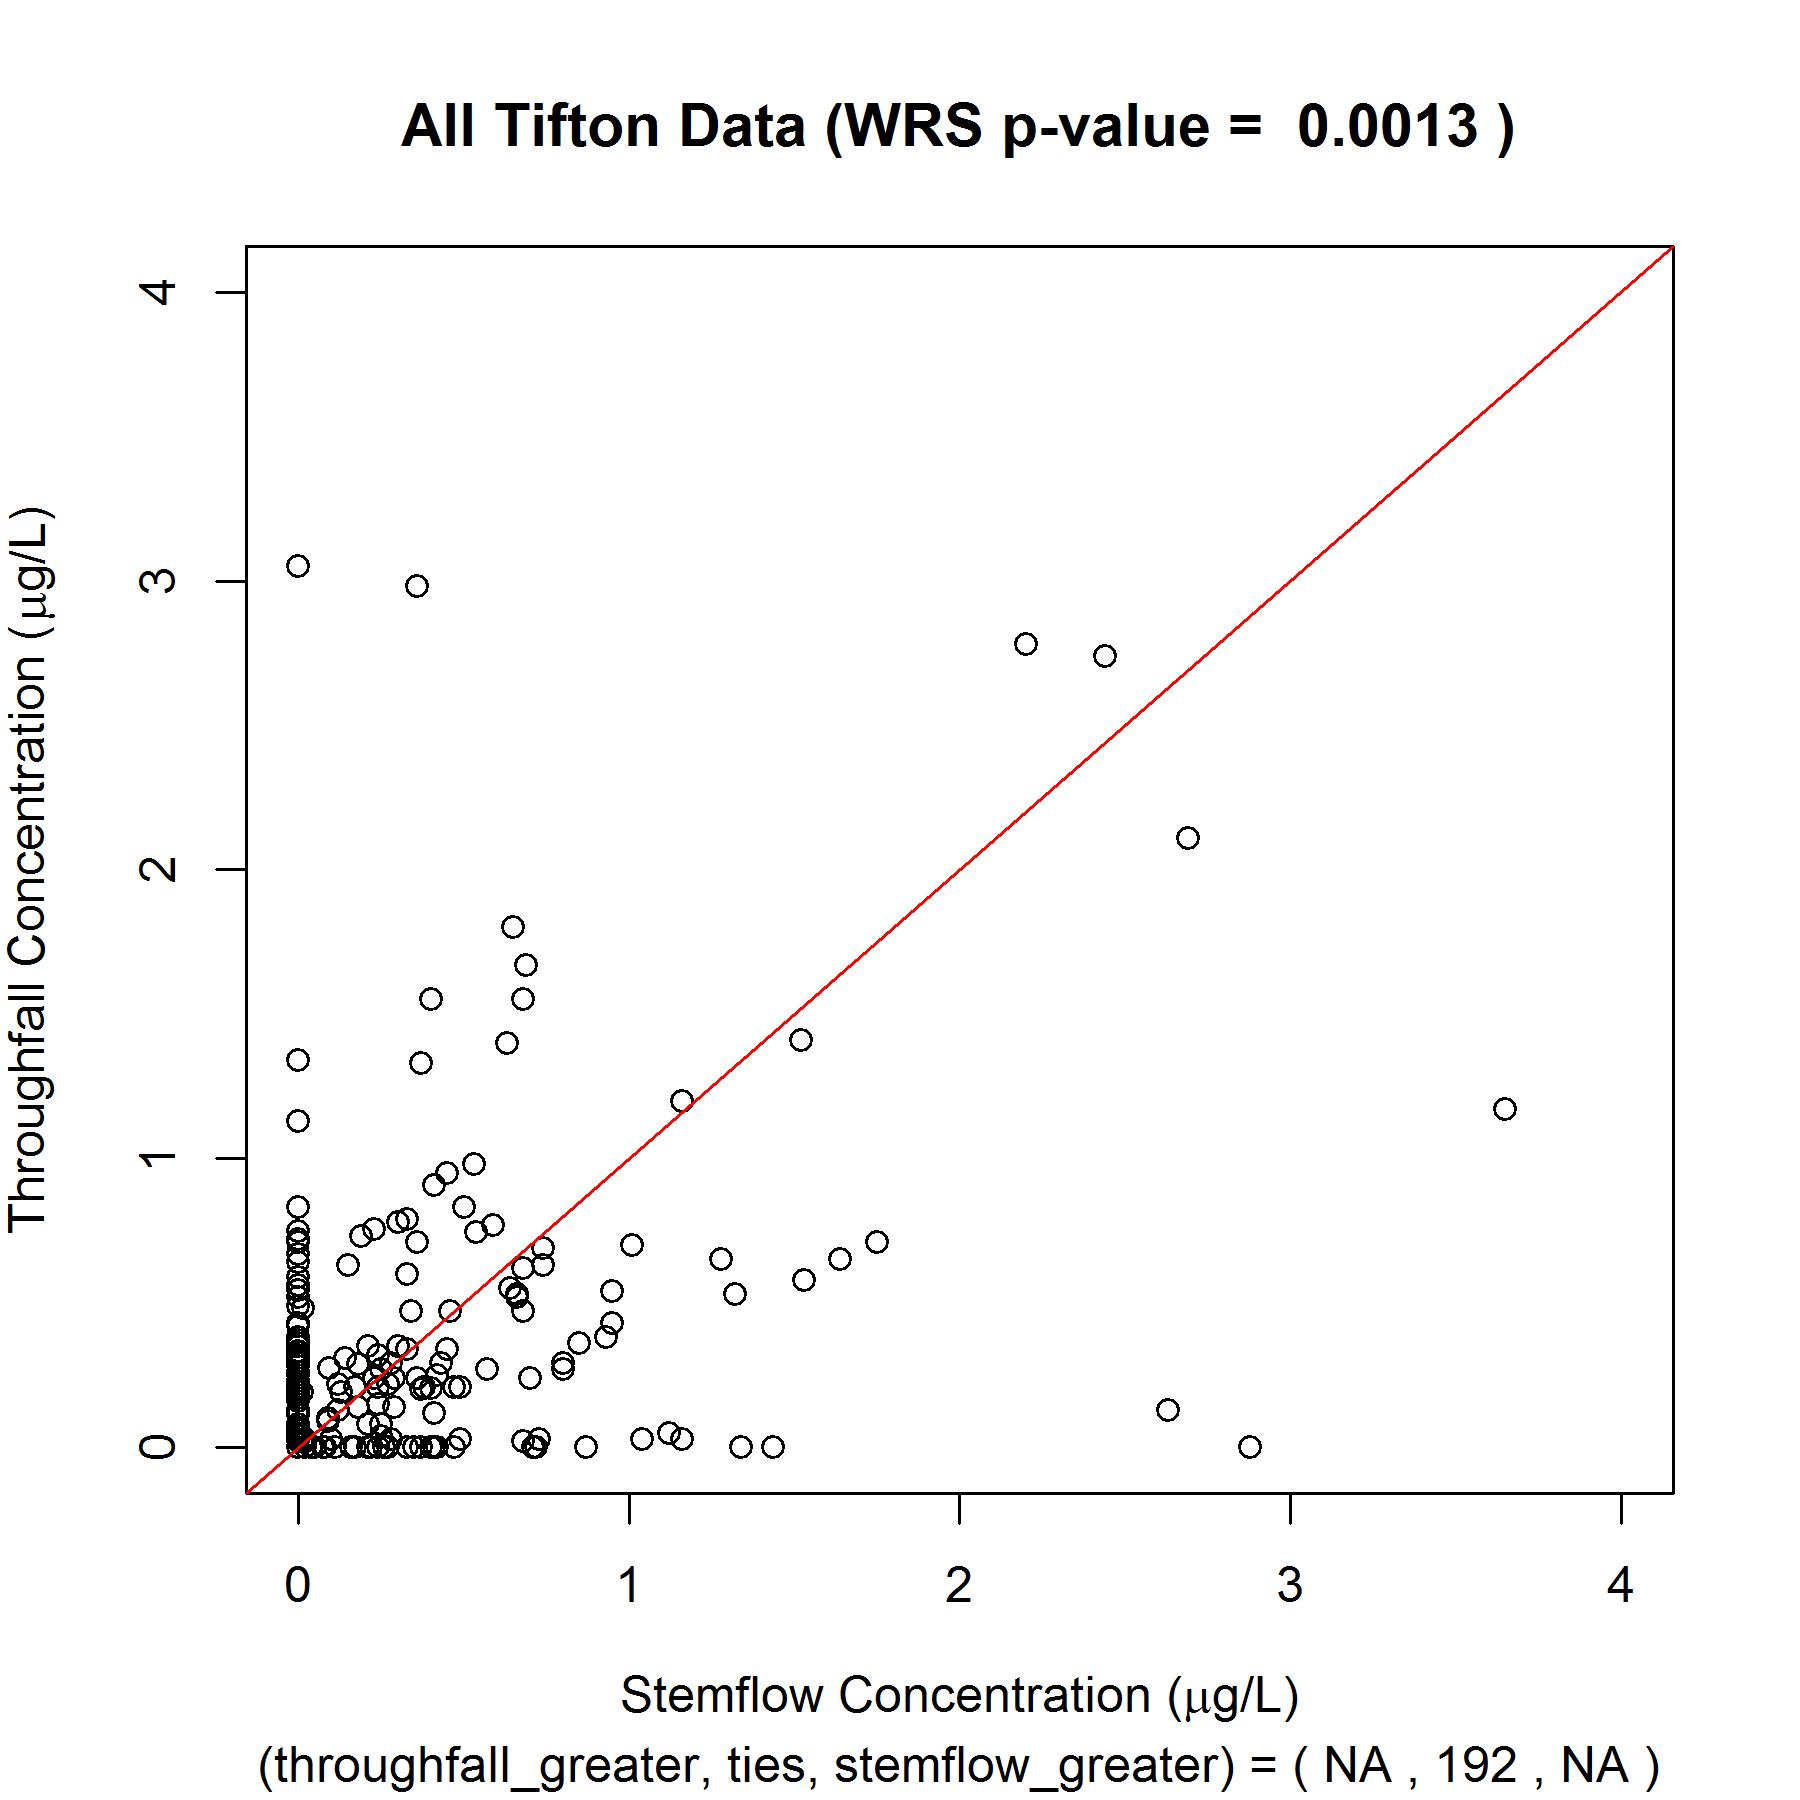 All Tifton Data (WRS p-value =  0.0013 )
Throughfall Concentration (μg/L)
4
3
2
1
0
0 1 2 3 4
Stemflow Concentration (μg/L)
(throughfall_greater, ties, stemflow_greater) = ( NA , 192 , NA )